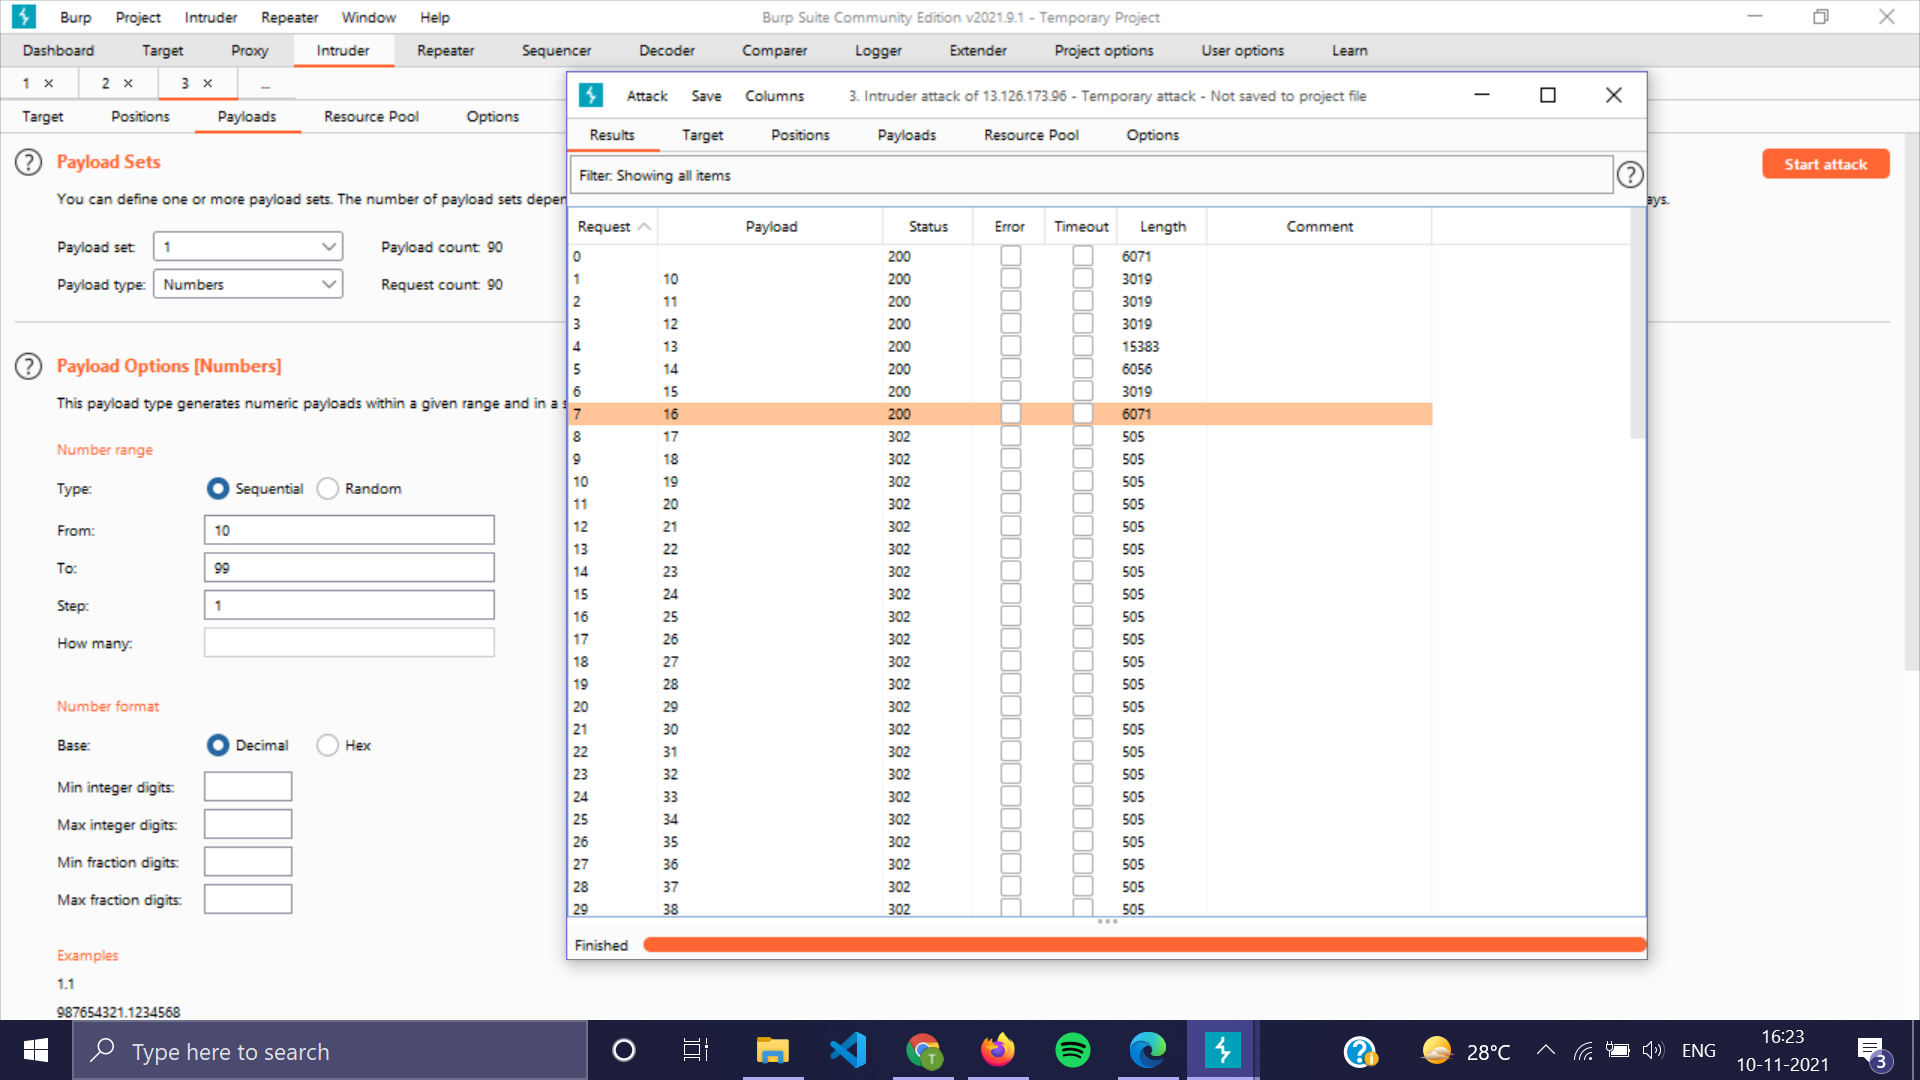 Burp Project Intruder Repeater Window Help
Burp Suite Community Edition v2021.9.1 - Temporary Project
Dashboard Target Proxy Intruder Repeater Sequencer Decoder Comparer Logger Extender Project options User options Learn
1 × 2 × 3 × ...
Target Positions Payloads Resource Pool Options
? Payload Sets
Start attack
You can define one or more payload sets. The number of payload sets depen
ays.
Payload set: 1 Payload count: 90
Payload type: Numbers Request count: 90
? Payload Options [Numbers]
This payload type generates numeric payloads within a given range and in a s
Number range
Type: Sequential Random
From: 10
To: 99
Step: 1
How many:
Number format
Base: Decimal Hex
Min integer digits:
Max integer digits:
Min fraction digits:
Max fraction digits:
Examples
1.1
987654321.1234568
Attack Save Columns 3. Intruder attack of 13.126.173.96 - Temporary attack - Not saved to project file
Results Target Positions Payloads Resource Pool Options
Filter: Showing all items ?
Request Payload Status Error Timeout Length Comment
0 200 6071
1 10 200 3019
2 11 200 3019
3 12 200 3019
4 13 200 15383
5 14 200 6056
6 15 200 3019
7 16 200 6071
8 17 302 505
9 18 302 505
10 19 302 505
11 20 302 505
12 21 302 505
13 22 302 505
14 23 302 505
15 24 302 505
16 25 302 505
17 26 302 505
18 27 302 505
19 28 302 505
20 29 302 505
21 30 302 505
22 31 302 505
23 32 302 505
24 33 302 505
25 34 302 505
26 35 302 505
27 36 302 505
28 37 302 505
29 38 302 505
Finished
Type here to search
T
28°C ENG 16:23
10-11-2021
3